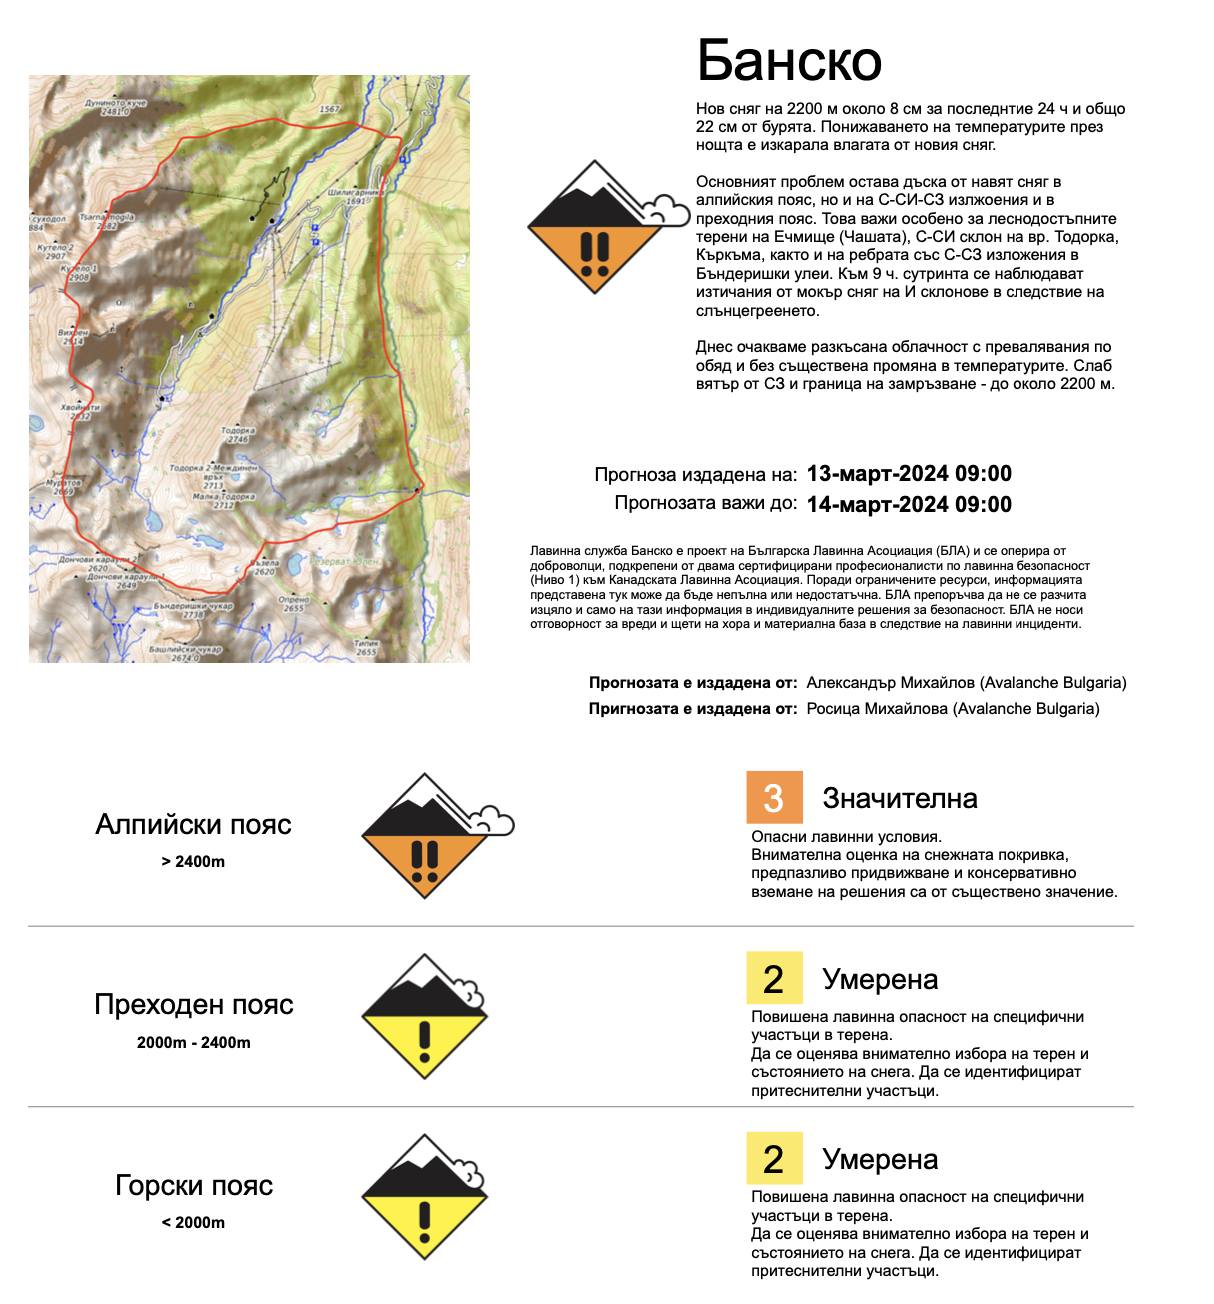 Банско
Нов сняг на 2200 м около 8 см за последнтие 24 ч и общо
22 см от бурята. Понижаването на температурите през
нощта е изкарала влагата от новия сняг.
Основният проблем остава дъска от навят сняг в
алпийския пояс, но и на С-СИ-СЗ излжоения и в
преходния пояс. Това важи особено за леснодостъпните
терени на Ечмище (Чашата), С-СИ склон на вр. Тодорка,
Къркъма, както и на ребрата със С-СЗ изложения в
Бъндеришки улеи. Към 9 ч. сутринта се наблюдават
изтичания от мокър сняг на И склонове в следствие на
слънцегреенето.
Днес очакваме разкъсана облачност с превалявания по
обяд и без съществена промяна в температурите. Слаб
вятър от СЗ и граница на замръзване - до около 2200 м.
Прогноза издадена на: 13-март-2024 09:00
Прогнозата важи до: 14-март-2024 09:00
Лавинна служба Банско е проект на Българска Лавинна Асоциация (БЛА) и се оперира от
доброволци, подкрепени от двама сертифицирани професионалисти по лавинна безопасност
(Ниво 1) към Канадската Лавинна Асоциация. Поради ограничените ресурси, информацията
представена тук може да бъде непълна или недостатъчна. БЛА препоръчва да не се разчита
изцяло и само на тази информация в индивидуалните решения за безопасност. БЛА не носи
отговорност за вреди и щети на хора и материална база в следствие на лавинни инциденти.
Прогнозата е издадена от: Александър Михайлов (Avalanche Bulgaria)
Пригнозата е издадена от: Росица Михайлова (Avalanche Bulgaria)
Дуниното куче
2481.0
1567
Шилигарника
1691
суходол
884
Tsarna mogila
2682
Кутело 2
2907
Кутело 1
2908
Вихрен
2914
Хвойнати
2632
Тодорка
2746
Тодорка 2-Междинен
връх
2713
Малка Тодорка
2712
Муратов
2669
Дончови караули 2
2620
Дончови караули
2649
2620
Резерват Юлен
Бъндеришки чукар
2738
Опрено
2655
Башлийски чукар
2674.0
Типик
2655
Алпийски пояс
> 2400m
3 Значителна
Опасни лавинни условия.
Внимателна оценка на снежната покривка,
предпазливо придвижване и консервативно
вземане на решения са от съществено значение.
Преходен пояс
2000m - 2400m
2 Умерена
Повишена лавинна опасност на специфични
участъци в терена.
Да се оценява внимателно избора на терен и
състоянието на снега. Да се идентифицират
притеснителни участъци.
Горски пояс
< 2000m
2 Умерена
Повишена лавинна опасност на специфични
участъци в терена.
Да се оценява внимателно избора на терен и
състоянието на снега. Да се идентифицират
притеснителни участъци.